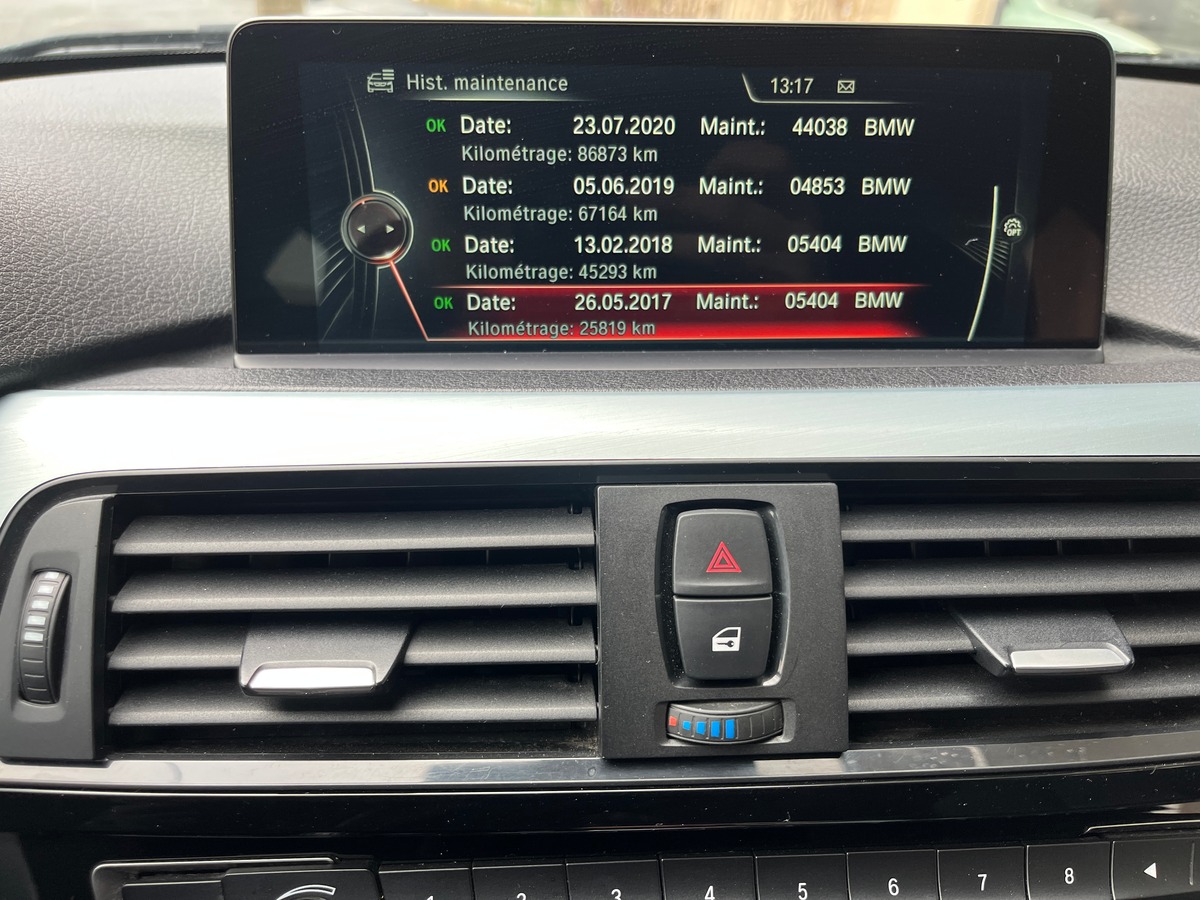 Hist. maintenance 13:17
OK Date: 23.07.2020 Maint.: 44038 BMW
Kilométrage: 86873 km
OK Date: 05.06.2019 Maint.: 04853 BMW
Kilométrage: 67164 km
OK Date: 13.02.2018 Maint.: 05404 BMW
Kilométrage: 45293 km
OK Date: 26.05.2017 Maint.: 05404 BMW
Kilométrage: 25819 km
OPT
1 2 3 4 5 6 7 8